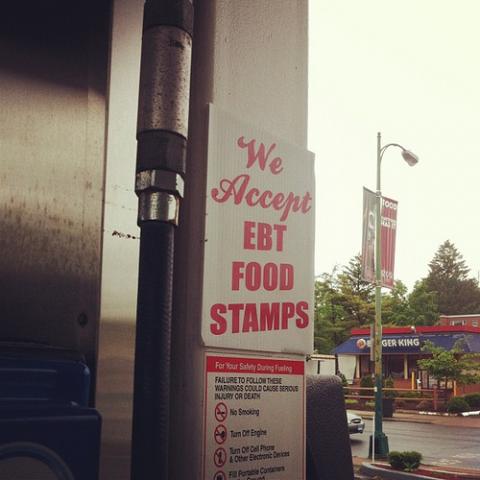 We
Accept
EBT
FOOD
STAMPS
For Your Safety During Fueling
FAILURE TO FOLLOW THESE
WARNINGS COULD CAUSE SERIOUS
INJURY OR DEATH
No Smoking
Turn Off Engine
Turn Off Cell Phone
& Other Electronic Devices
Fill Portable Containers
BURGER KING